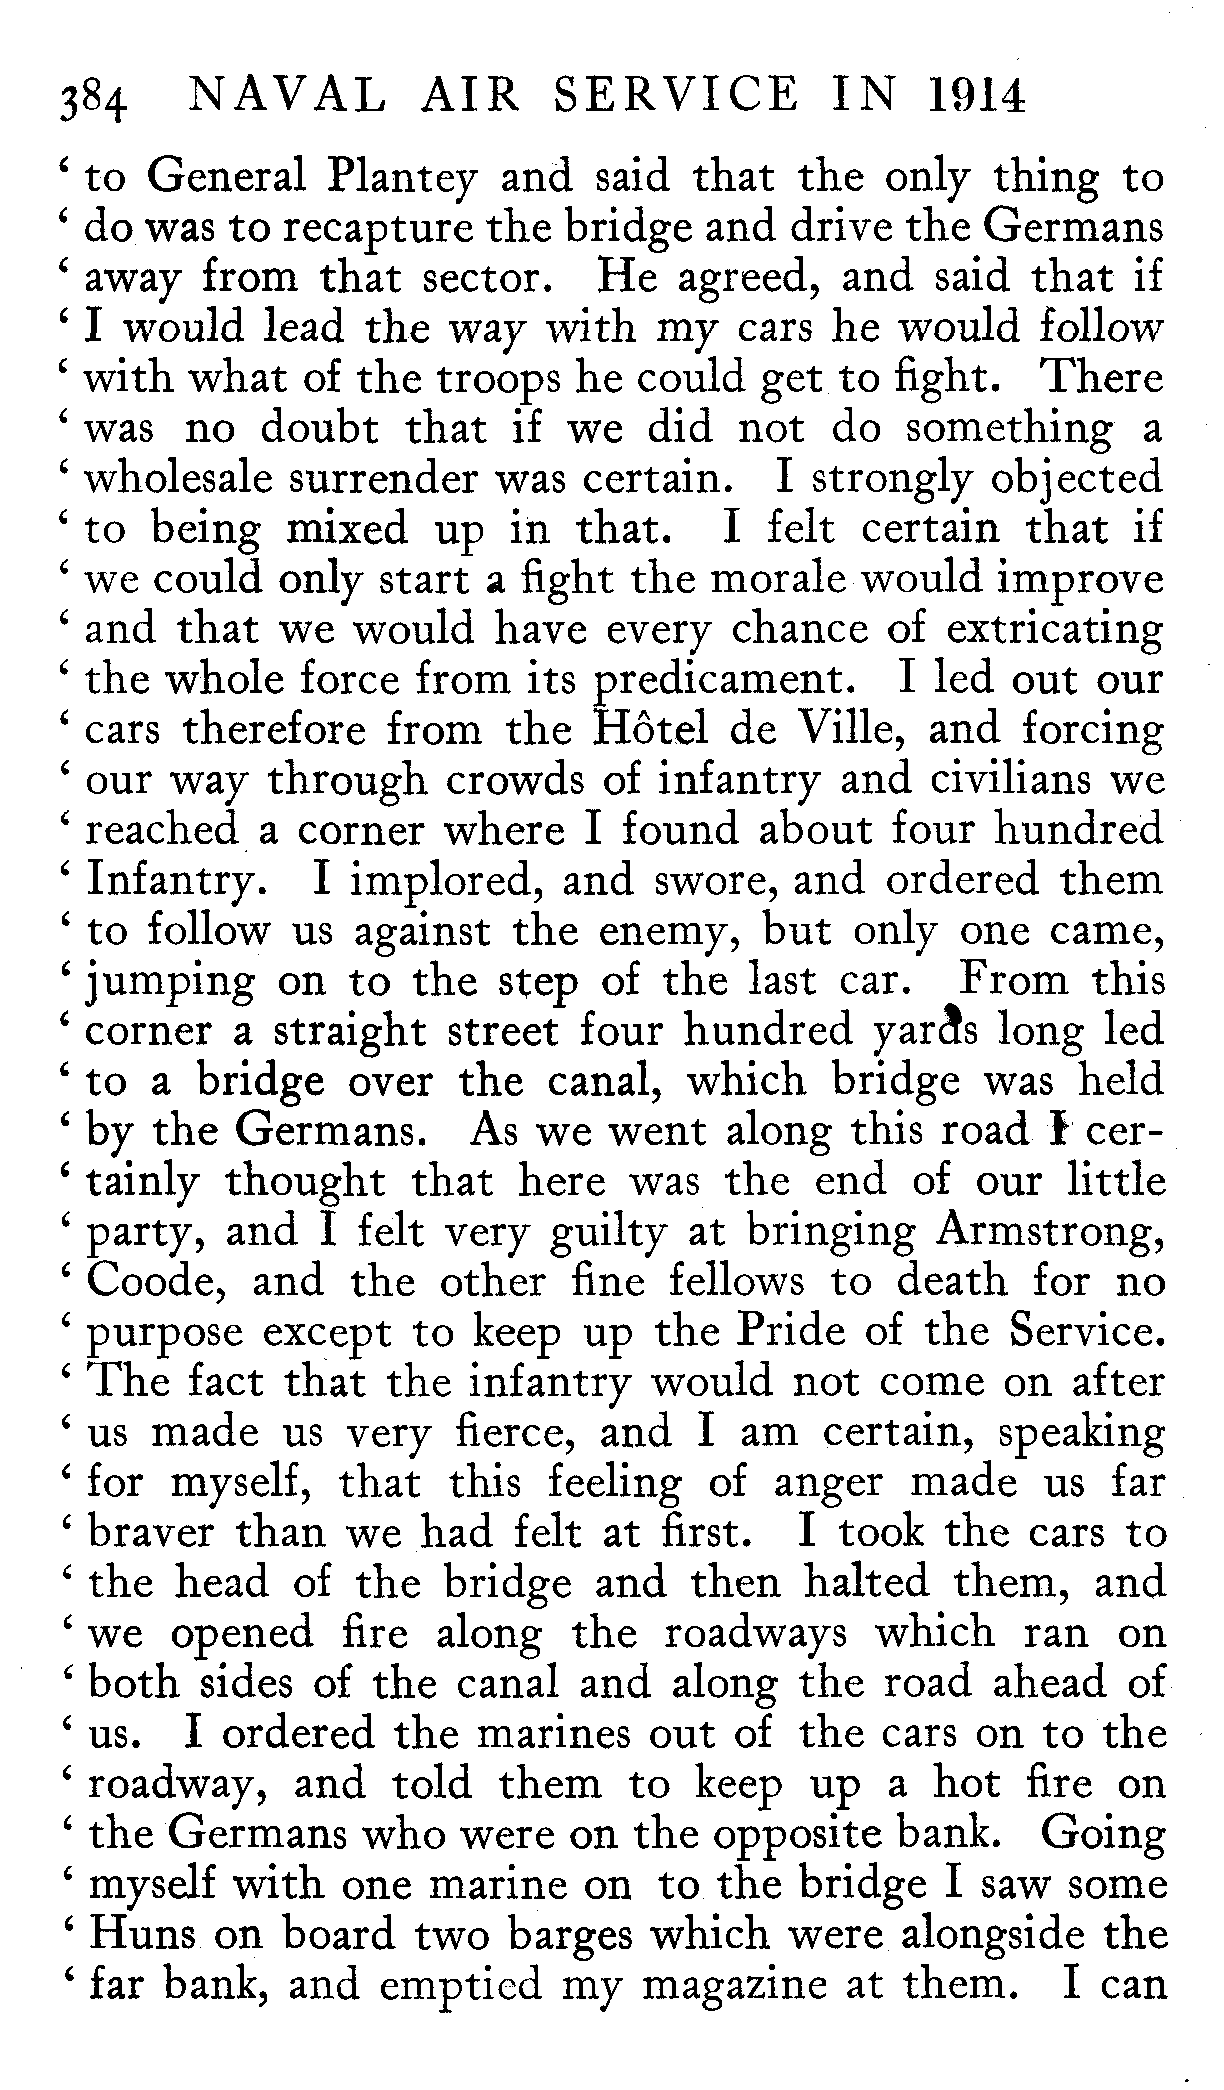 384 NAVAL AIR SERVICE IN 1914
‘ to General Plantey and said that the only thing to
‘ do was to recapture the bridge and drive the Germans
‘ away from that sector. He agreed, and said that if
‘ I would lead the way with my cars he would follow
‘ with what of the troops he could get to fight. There
‘ was no doubt that if we did not do something a
‘ wholesale surrender was certain. I strongly objected
‘ to being mixed up in that. I felt certain that if
‘ we could only start a fight the morale would improve
‘ and that we would have every chance of extricating
‘ the whole force from its predicament. I led out our
‘ cars therefore from the Hôtel de Ville, and forcing
‘ our way through crowds of infantry and civilians we
‘ reached a corner where I found about four hundred
‘ Infantry. I implored, and swore, and ordered them
‘ to follow us against the enemy, but only one came,
‘ jumping on to the step of the last car. From this
‘ corner a straight street four hundred yards long led
‘ to a bridge over the canal, which bridge was held
‘ by the Germans. As we went along this road I cer-
‘ tainly thought that here was the end of our little
‘ party, and I felt very guilty at bringing Armstrong,
‘ Coode, and the other fine fellows to death for no
‘ purpose except to keep up the Pride of the Service.
‘ The fact that the infantry would not come on after
‘ us made us very fierce, and I am certain, speaking
‘ for myself, that this feeling of anger made us far
‘ braver than we had felt at first. I took the cars to
‘ the head of the bridge and then halted them, and
‘ we opened fire along the roadways which ran on
‘ both sides of the canal and along the road ahead of
‘ us. I ordered the marines out of the cars on to the
‘ roadway, and told them to keep up a hot fire on
‘ the Germans who were on the opposite bank. Going
‘ myself with one marine on to the bridge I saw some
‘ Huns on board two barges which were alongside the
‘ far bank, and emptied my magazine at them. I can